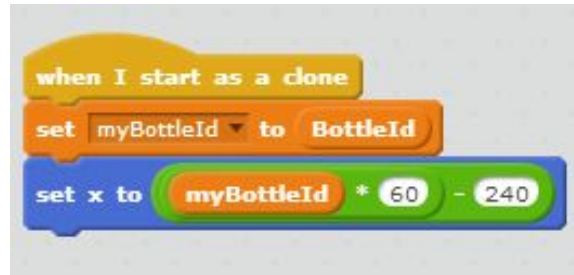 when I start as a clone
set myBottleId to BottleId
set x to myBottleId * 60 - 240